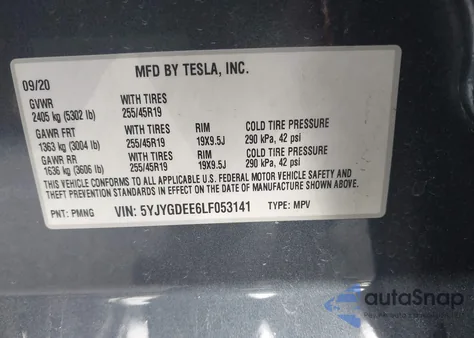 MFD BY TESLA, INC.
09/20
GVWR WITH TIRES
2405 kg (5302 lb) 255/45R19
GAWR FRT WITH TIRES RIM COLD TIRE PRESSURE
1363 kg (3004 lb) 255/45R19 19X9.5J 290 kPa, 42 psi
GAWR RR WITH TIRES RIM COLD TIRE PRESSURE
1636 kg (3606 lb) 255/45R19 19X9.5J 290 kPa, 42 psi
THIS VEHICLE CONFORMS TO ALL APPLICABLE U.S. FEDERAL MOTOR VEHICLE SAFETY AND
THEFT PREVENTION STANDARDS IN EFFECT ON THE DATE OF MANUFACTURE SHOWN ABOVE.
PNT: PMNG VIN: 5YJYGDEE6LF053141 TYPE: MPV
autaSnap